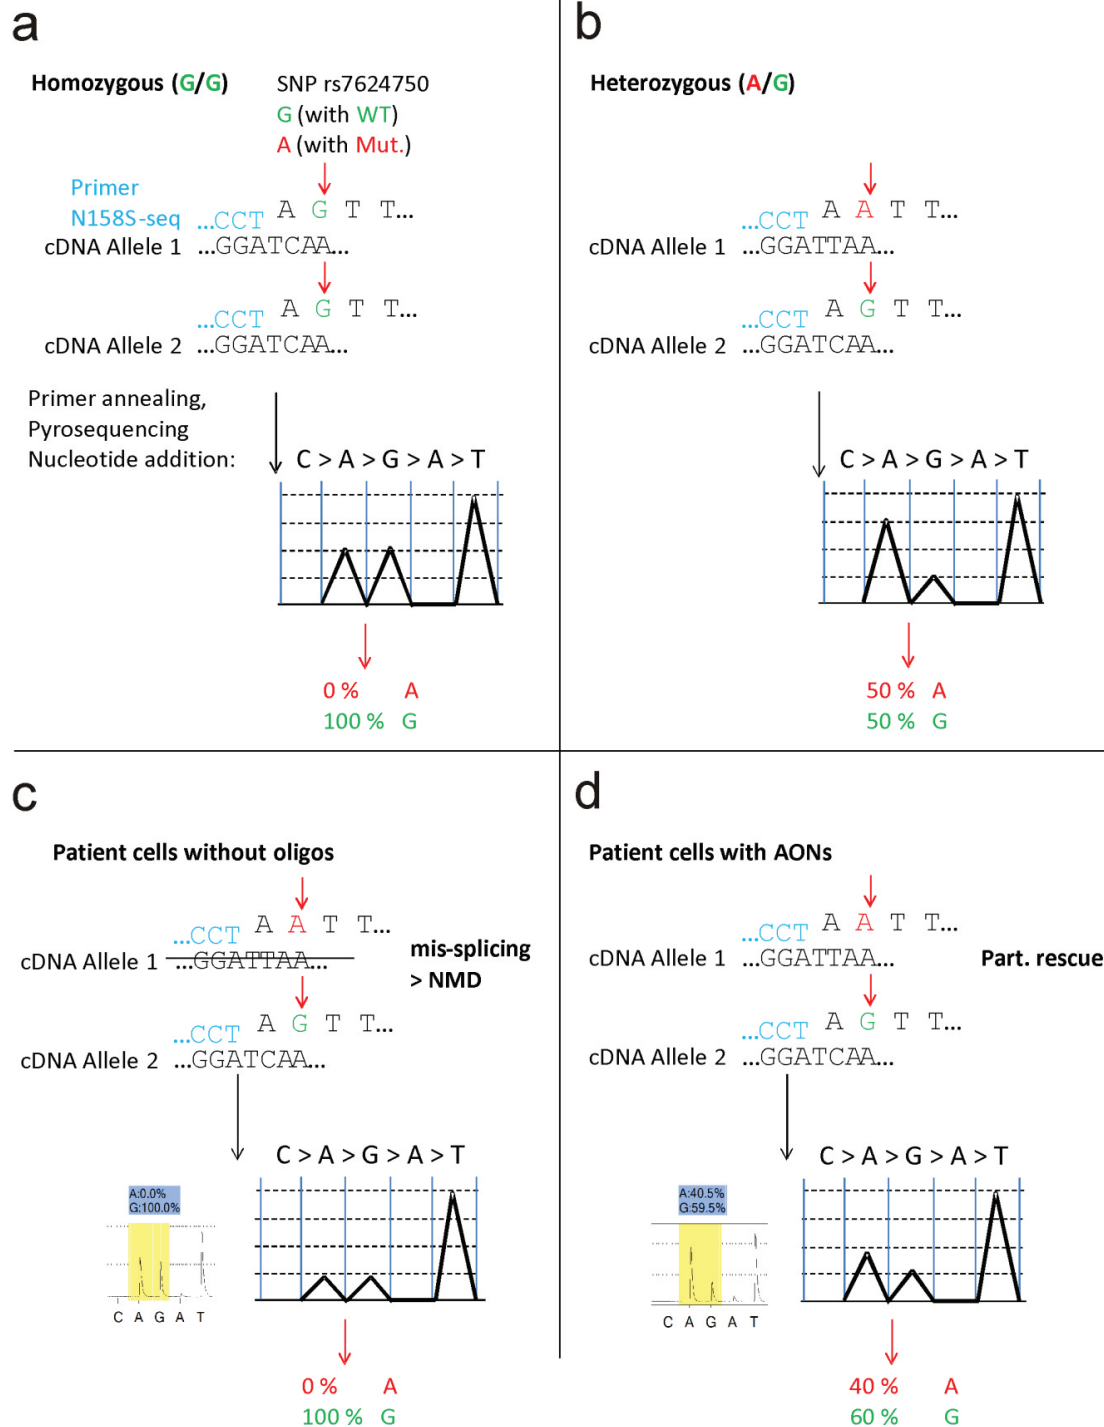 a
Homozygous (G/G)
SNP rs7624750
G (with WT)
A (with Mut.)
Primer
N158S-seq
...CCT A G T T...
cDNA Allele 1 ...GGATCAA...
...CCT A G T T...
cDNA Allele 2 ...GGATCAA...
Primer annealing,
Pyrosequencing
Nucleotide addition:
C > A > G > A > T
0 % A
100 % G
b
Heterozygous (A/G)
...CCT A A T T...
cDNA Allele 1 ...GGATTAA...
...CCT A G T T...
cDNA Allele 2 ...GGATCAA...
C > A > G > A > T
50 % A
50 % G
c
Patient cells without oligos
...CCT A A T T...
cDNA Allele 1 ...GGATTAA...
mis-splicing
> NMD
...CCT A G T T...
cDNA Allele 2 ...GGATCAA...
C > A > G > A > T
A:0.0%
G:100.0%
C A G A T
0 % A
100 % G
d
Patient cells with AONs
...CCT A A T T...
cDNA Allele 1 ...GGATTAA...
Part. rescue
...CCT A G T T...
cDNA Allele 2 ...GGATCAA...
C > A > G > A > T
A:40.5%
G:59.5%
C A G A T
40 % A
60 % G